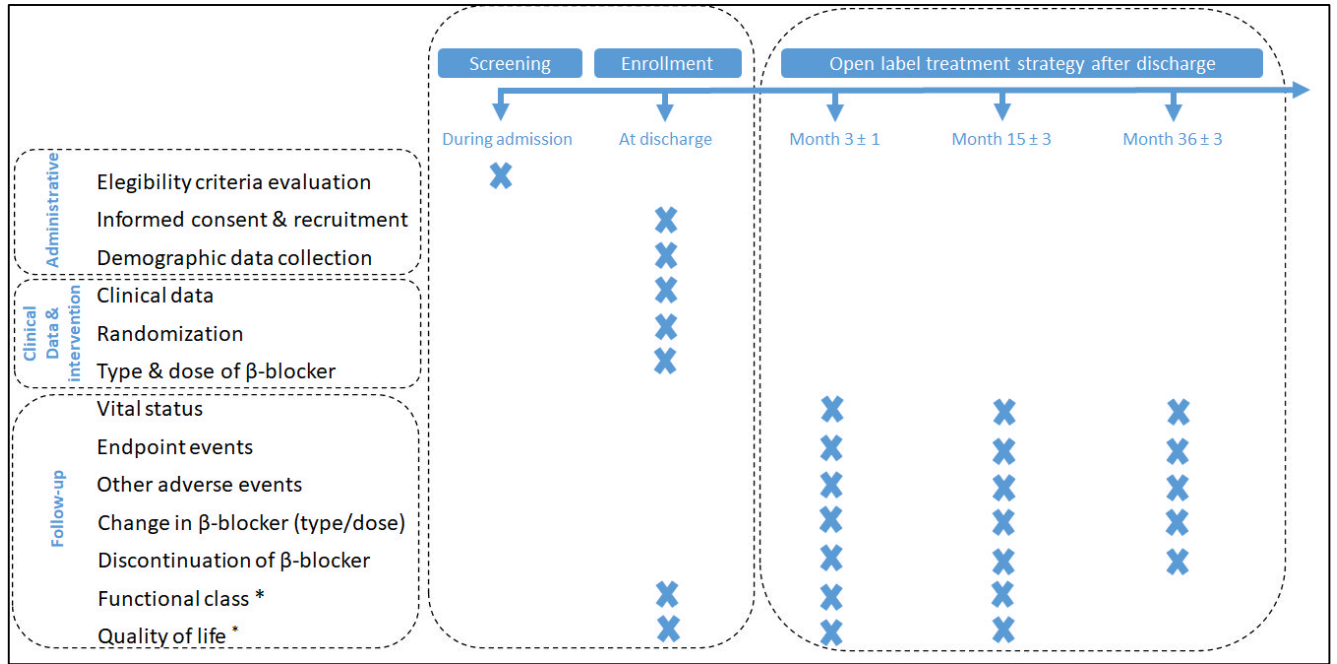 Screening Enrollment Open label treatment strategy after discharge
During admission At discharge Month 3 ± 1 Month 15 ± 3 Month 36 ± 3
Administrative
Elegibility criteria evaluation
Informed consent & recruitment
Demographic data collection
Clinical
Data &
intervention
Clinical data
Randomization
Type & dose of β-blocker
Follow-up
Vital status
Endpoint events
Other adverse events
Change in β-blocker (type/dose)
Discontinuation of β-blocker
Functional class *
Quality of life *